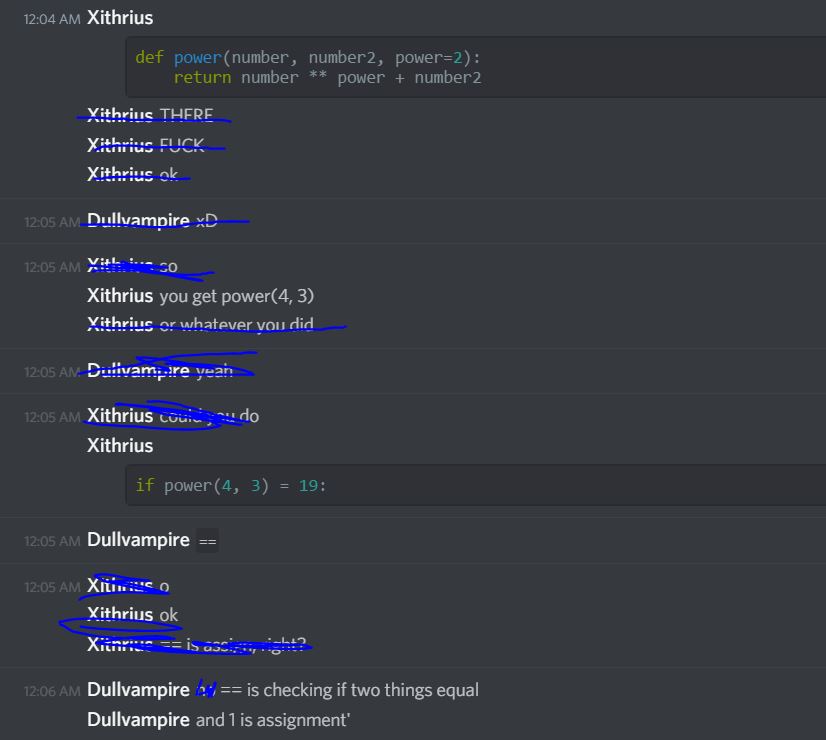 12:04 AM Xithrius
def power(number, number2, power=2):
return number ** power + number2
Xithrius THERE
Xithrius FUCK
Xithrius ok
12:05 AM Dullvampire xD
12:05 AM Xithrius so
Xithrius you get power(4, 3)
Xithrius or whatever you did
12:05 AM Dullvampire yeah
12:05 AM Xithrius could you do
Xithrius
if power(4, 3) = 19:
12:05 AM Dullvampire ==
12:05 AM Xithrius o
Xithrius ok
Xithrius == is assign, right?
12:06 AM Dullvampire == is checking if two things equal
Dullvampire and 1 is assignment'